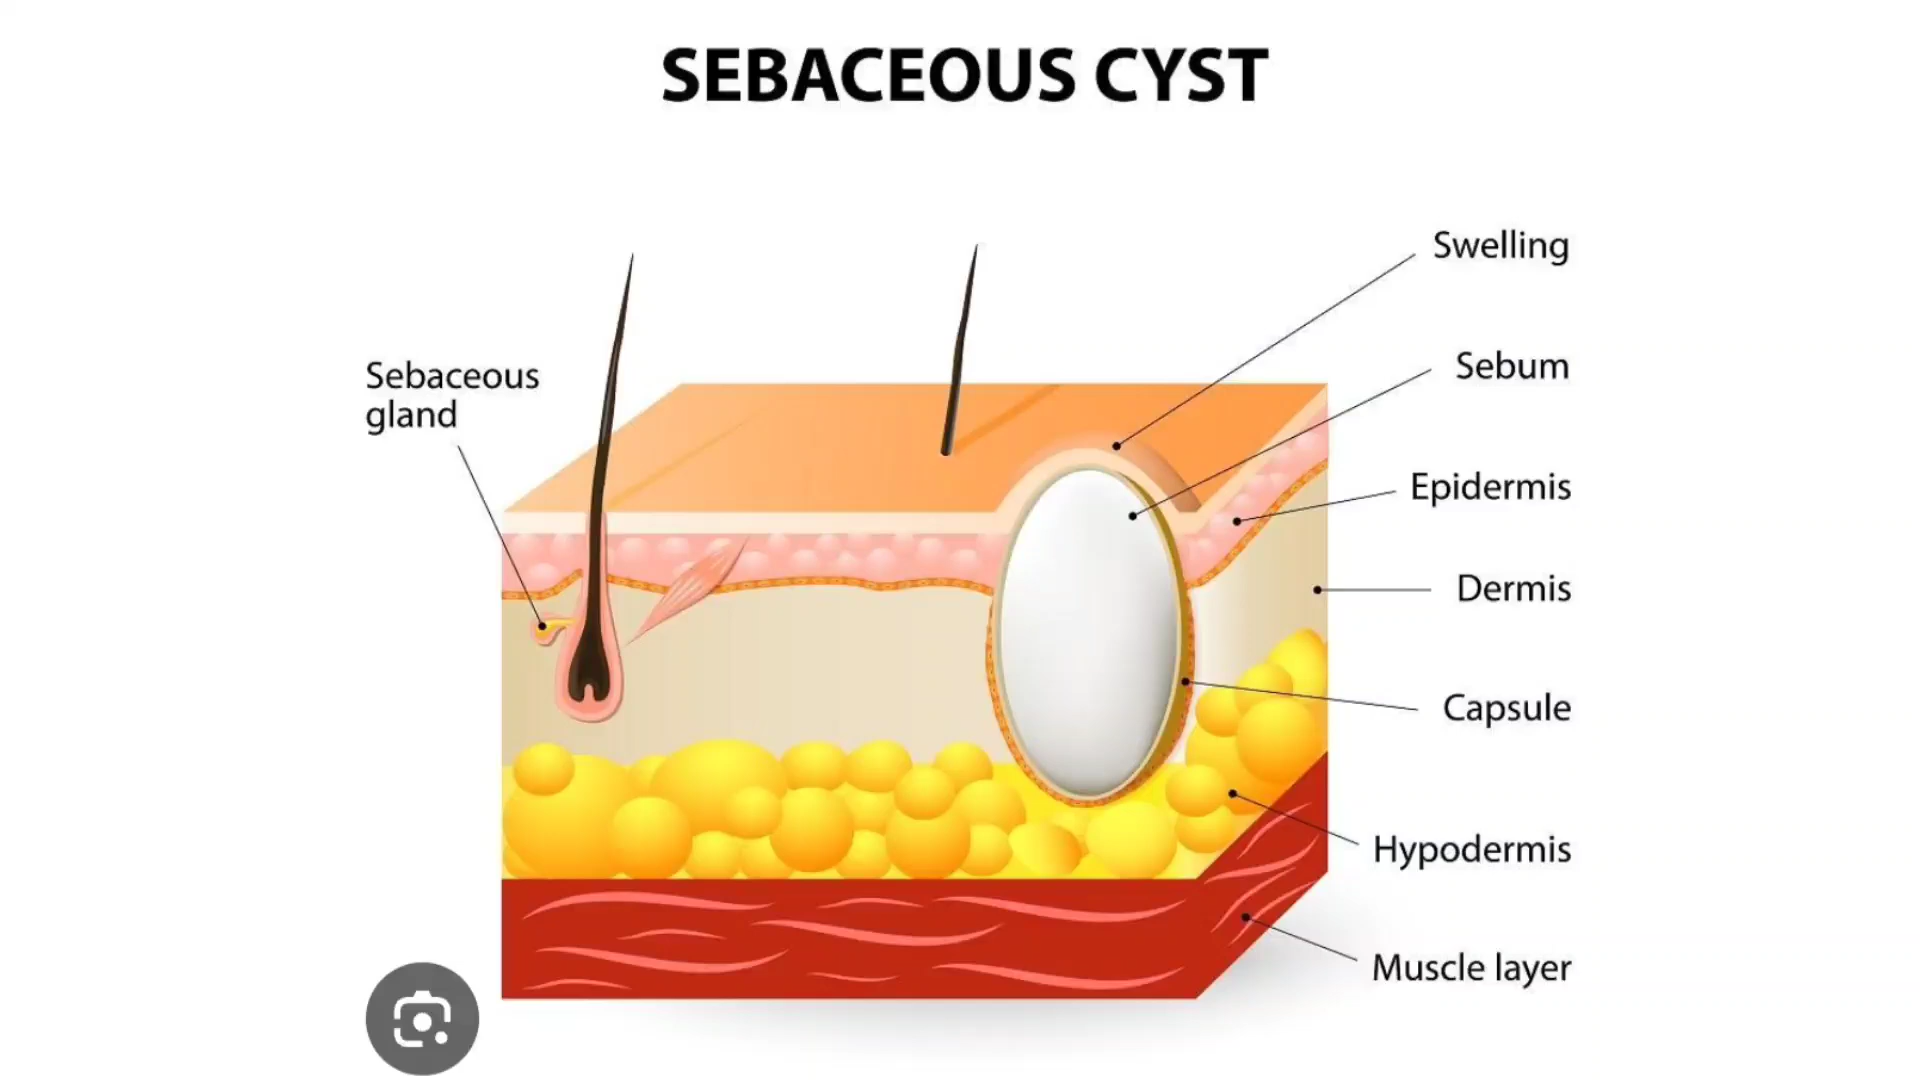 SEBACEOUS CYST
Swelling
Sebum
Sebaceous
gland
Epidermis
Dermis
Capsule
Hypodermis
Muscle layer